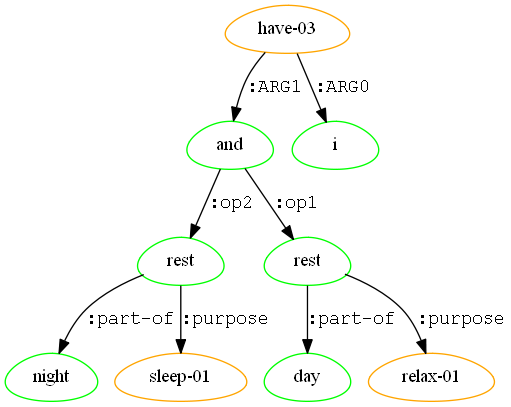 have-03
:ARG1 :ARG0
and i
:op2 :op1
rest rest
:part-of :purpose :part-of :purpose
night sleep-01 day relax-01